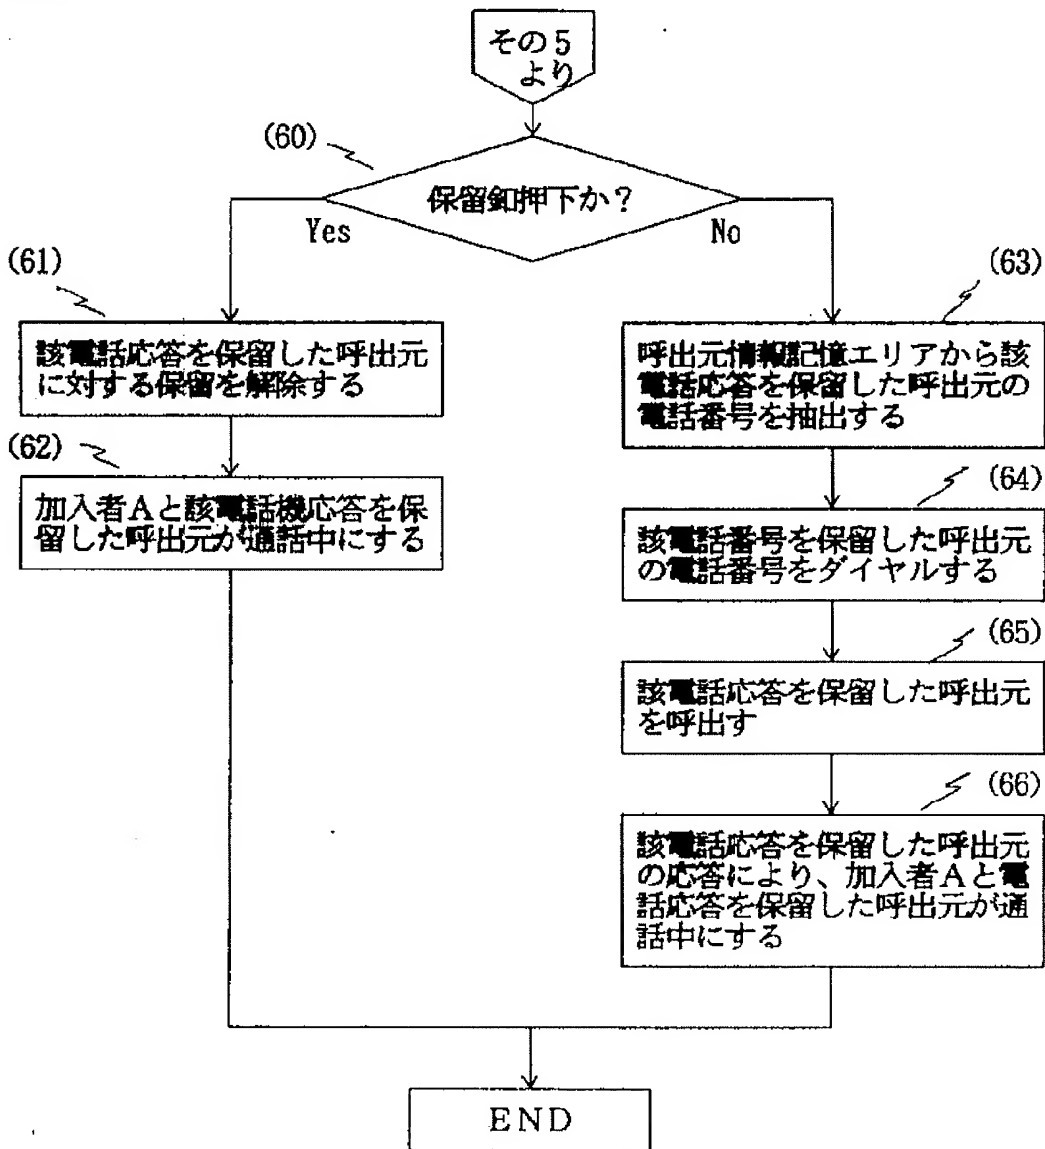 その5
より
(60)
保留釦押下か?
Yes
No
(61)
該電話応答を保留した呼出元
に対する保留を解除する
(62)
加入者Aと該電話機応答を保
留した呼出元が通話中にする
(63)
呼出元情報記憶エリアから該
電話応答を保留した呼出元の
電話番号を抽出する
(64)
該電話番号を保留した呼出元
の電話番号をダイヤルする
(65)
該電話応答を保留した呼出元
を呼出す
(66)
該電話応答を保留した呼出元
の応答により、加入者Aと電
話応答を保留した呼出元が通
話中にする
END